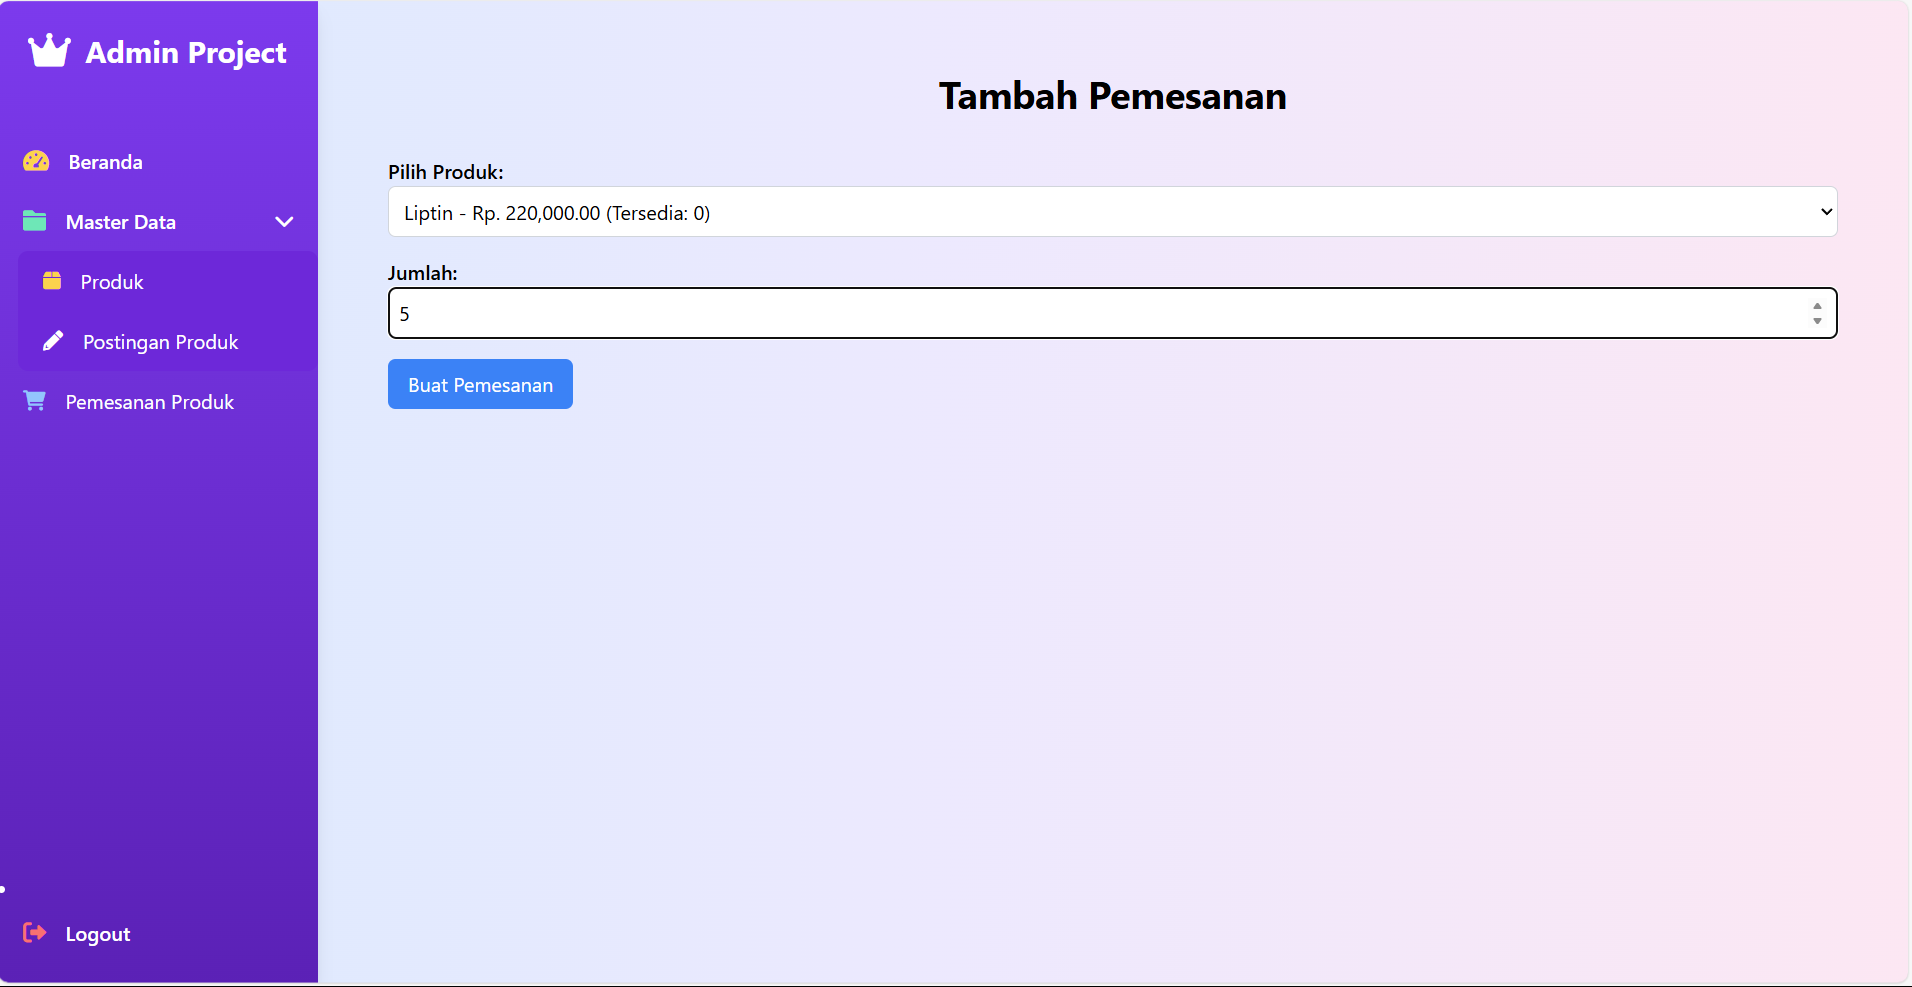 Admin Project
Beranda
Master Data
Produk
Postingan Produk
Pemesanan Produk
Logout
Tambah Pemesanan
Pilih Produk:
Liptin - Rp. 220,000.00 (Tersedia: 0)
Jumlah:
5
Buat Pemesanan